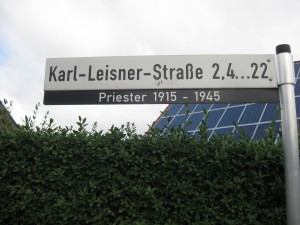 Karl-Leisner-Straße 2,4...22
Priester 1915 - 1945